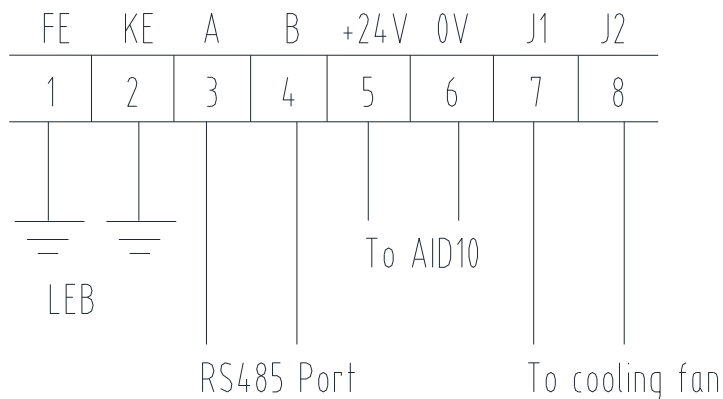 FE KE A B +24V 0V J1 J2
1 2 3 4 5 6 7 8
To AID10
LEB
RS485 Port To cooling fan